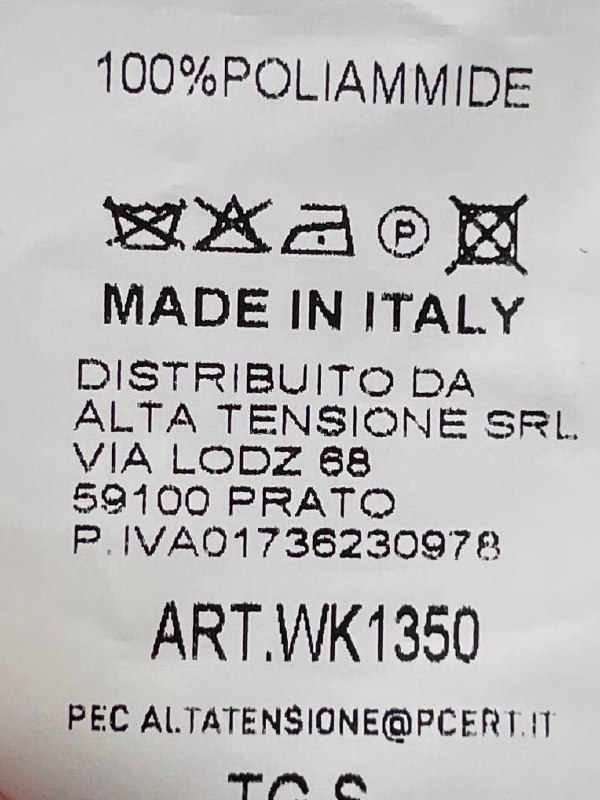 100%POLIAMMIDE
P
MADE IN ITALY
DISTRIBUITO DA
ALTA TENSIONE SRL
VIA LODZ 68
59100 PRATO
P.IVA01736230978
ART.WK1350
PEC ALTATENSIONE@PCERT.IT
TG S